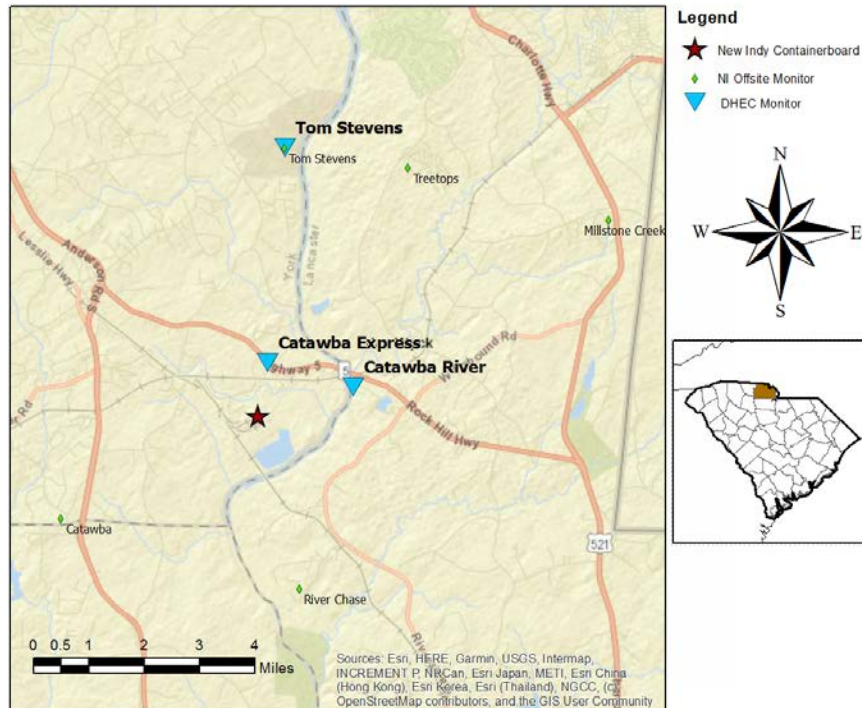 Legend
New Indy Containerboard
NI Offsite Monitor
DHEC Monitor
N
W
E
S
Charlotte Hwy
Tom Stevens
Tom Stevens
Treetops
Millstone Creek
York
Lancaster
Lesslie Hwy
Anderson Rd S
Catawba Express
Highway 5
5
Catawba River
Rd
Rock Hill Hwy
Catawba
521
River Chase
0 0.5 1 2 3 4
Miles
Sources: Esri, HERE, Garmin, USGS, Intermap,
INCREMENT P, NRCan, Esri Japan, METI, Esri China
(Hong Kong), Esri Korea, Esri (Thailand), NGCC, (c)
OpenStreetMap contributors, and the GIS User Community